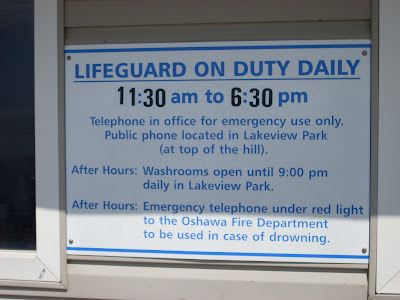 LIFEGUARD ON DUTY DAILY
11:30 am to 6:30 pm
Telephone in office for emergency use only.
Public phone located in Lakeview Park
(at top of the hill).
After Hours: Washrooms open until 9:00 pm
daily in Lakeview Park.
After Hours: Emergency telephone under red light
to the Oshawa Fire Department
to be used in case of drowning.